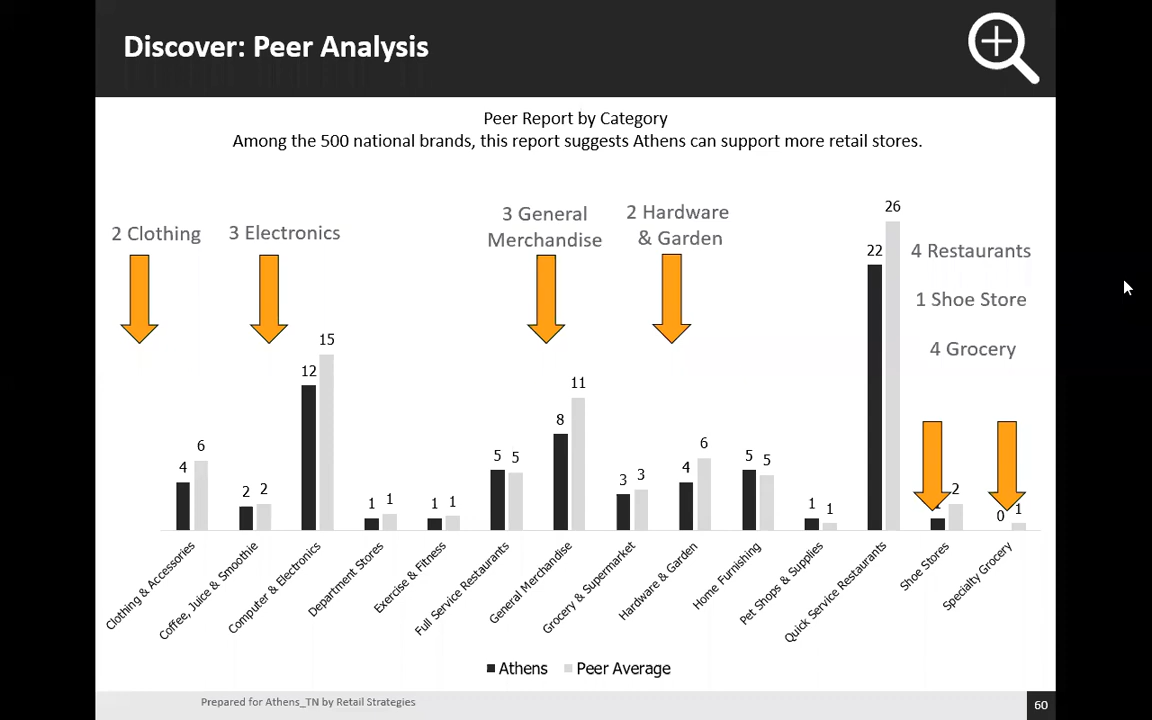 Discover: Peer Analysis
Peer Report by Category
Among the 500 national brands, this report suggests Athens can support more retail stores.
2 Clothing
3 Electronics
3 General
Merchandise
2 Hardware
& Garden
4 Restaurants
1 Shoe Store
4 Grocery
4
6
2
2
12
15
1
1
1
1
5
5
8
11
3
3
4
6
5
5
1
1
22
26
2
0
1
Clothing & Accessories
Coffee, Juice & Smoothie
Computer & Electronics
Department Stores
Exercise & Fitness
Full Service Restaurants
General Merchandise
Grocery & Supermarket
Hardware & Garden
Home Furnishing
Pet Shops & Supplies
Quick Service Restaurants
Shoe Stores
Specialty Grocery
Athens
Peer Average
Prepared for Athens_TN by Retail Strategies
60